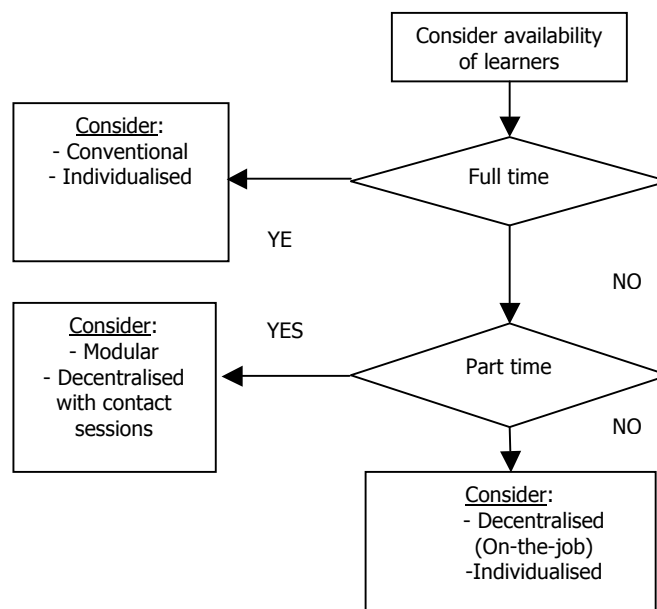 Consider availability
of learners
Consider:
- Conventional
- Individualised
Full time
YE
NO
Consider:
- Modular
- Decentralised
with contact
sessions
YES
Part time
NO
Consider:
- Decentralised
(On-the-job)
-Individualised